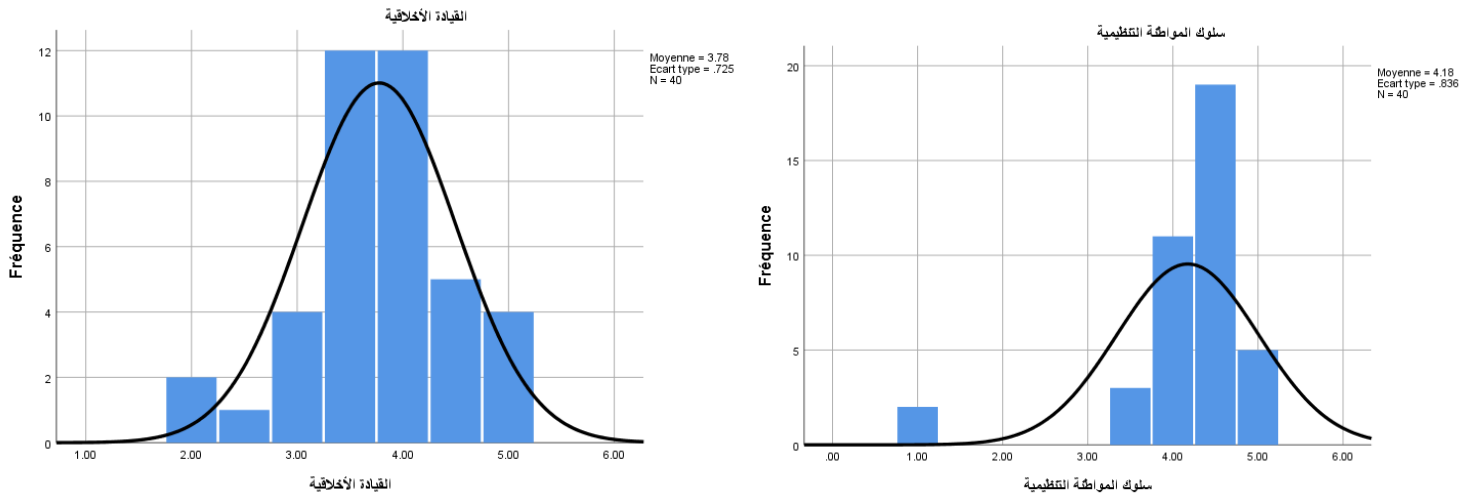 القيادة الأخلاقية
Moyenne = 3.78
Ecart type = .725
N = 40
Fréquence
12
10
8
6
4
2
0
1.00 2.00 3.00 4.00 5.00 6.00
القيادة الأخلاقية
سلوك المواطنة التنظيمية
Moyenne = 4.18
Ecart type = .836
N = 40
Fréquence
20
15
10
5
0
.00 1.00 2.00 3.00 4.00 5.00 6.00
سلوك المواطنة التنظيمية